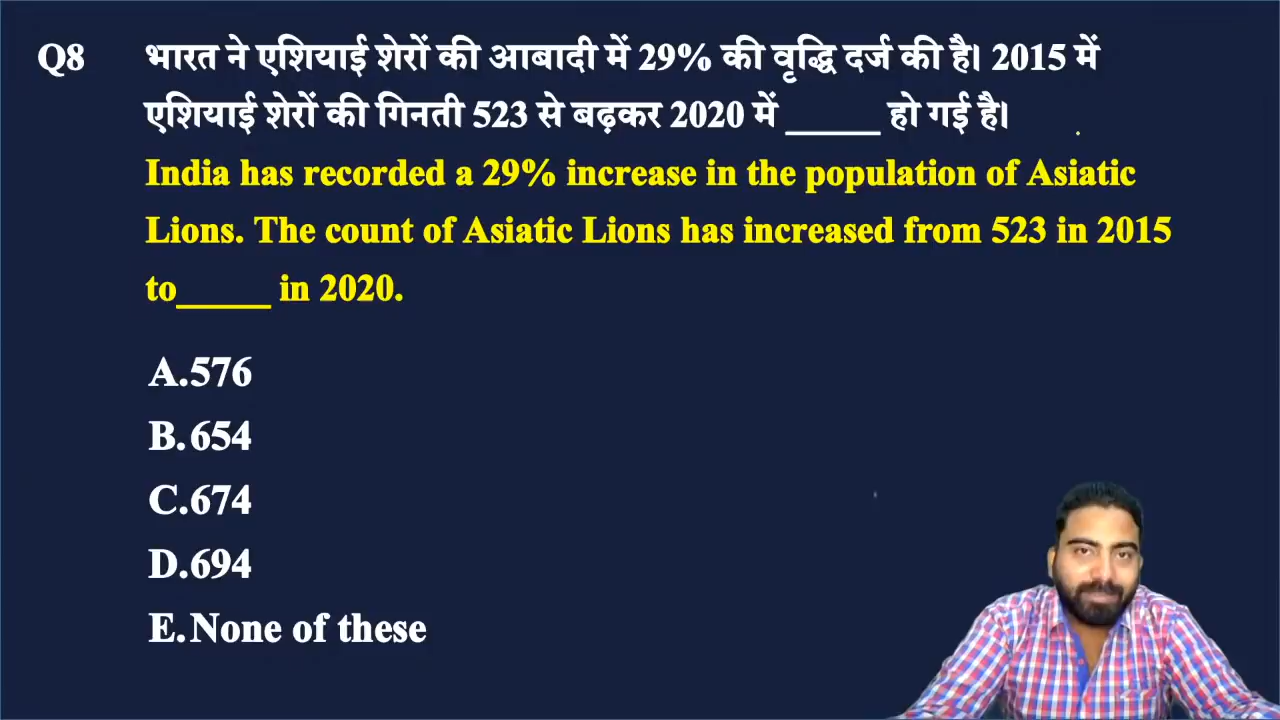 Q8 भारत ने एशियाई शेरों की आबादी में 29% की वृद्धि दर्ज की है। 2015 में
एशियाई शेरों की गिनती 523 से बढ़कर 2020 में _____ हो गई है।
India has recorded a 29% increase in the population of Asiatic
Lions. The count of Asiatic Lions has increased from 523 in 2015
to_____ in 2020.
A.576
B.654
C.674
D.694
E.None of these